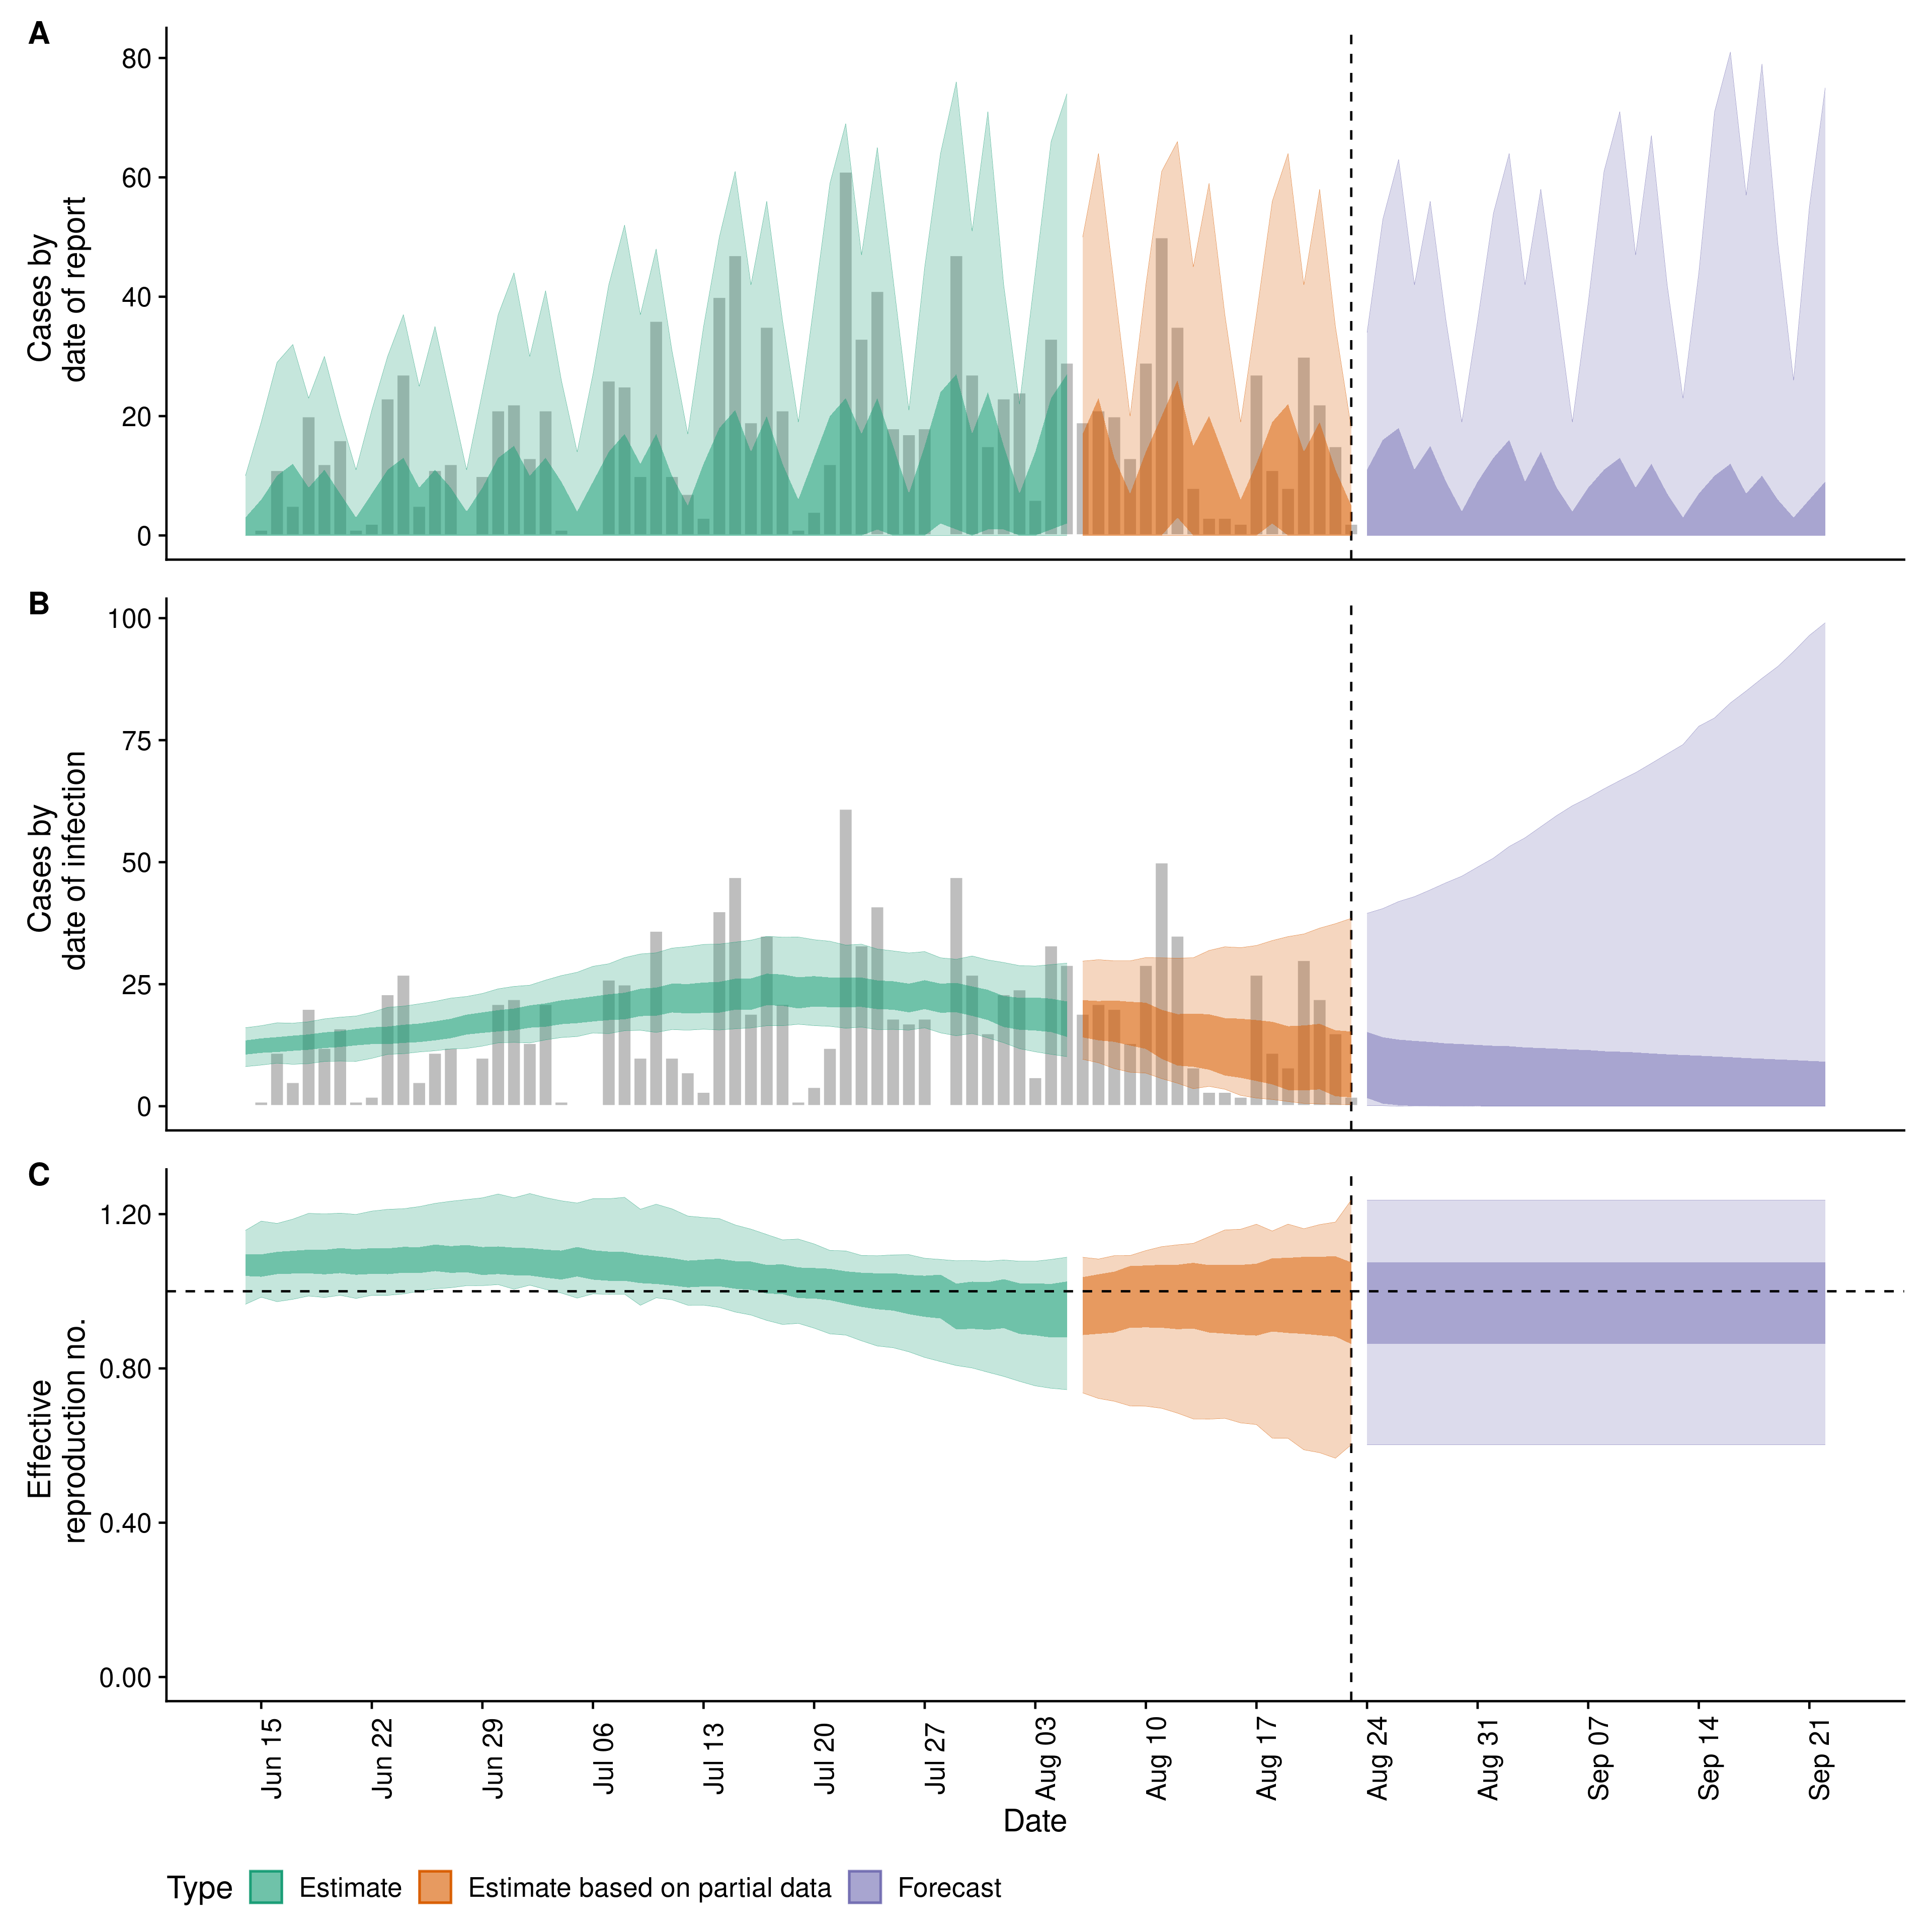 A
Cases by
date of report
80
60
40
20
0
B
Cases by
date of infection
100
75
50
25
0
C
Effective
reproduction no.
1.20
0.80
0.40
0.00
Jun 15
Jun 22
Jun 29
Jul 06
Jul 13
Jul 20
Jul 27
Aug 03
Aug 10
Aug 17
Aug 24
Aug 31
Sep 07
Sep 14
Sep 21
Date
Type Estimate Estimate based on partial data Forecast